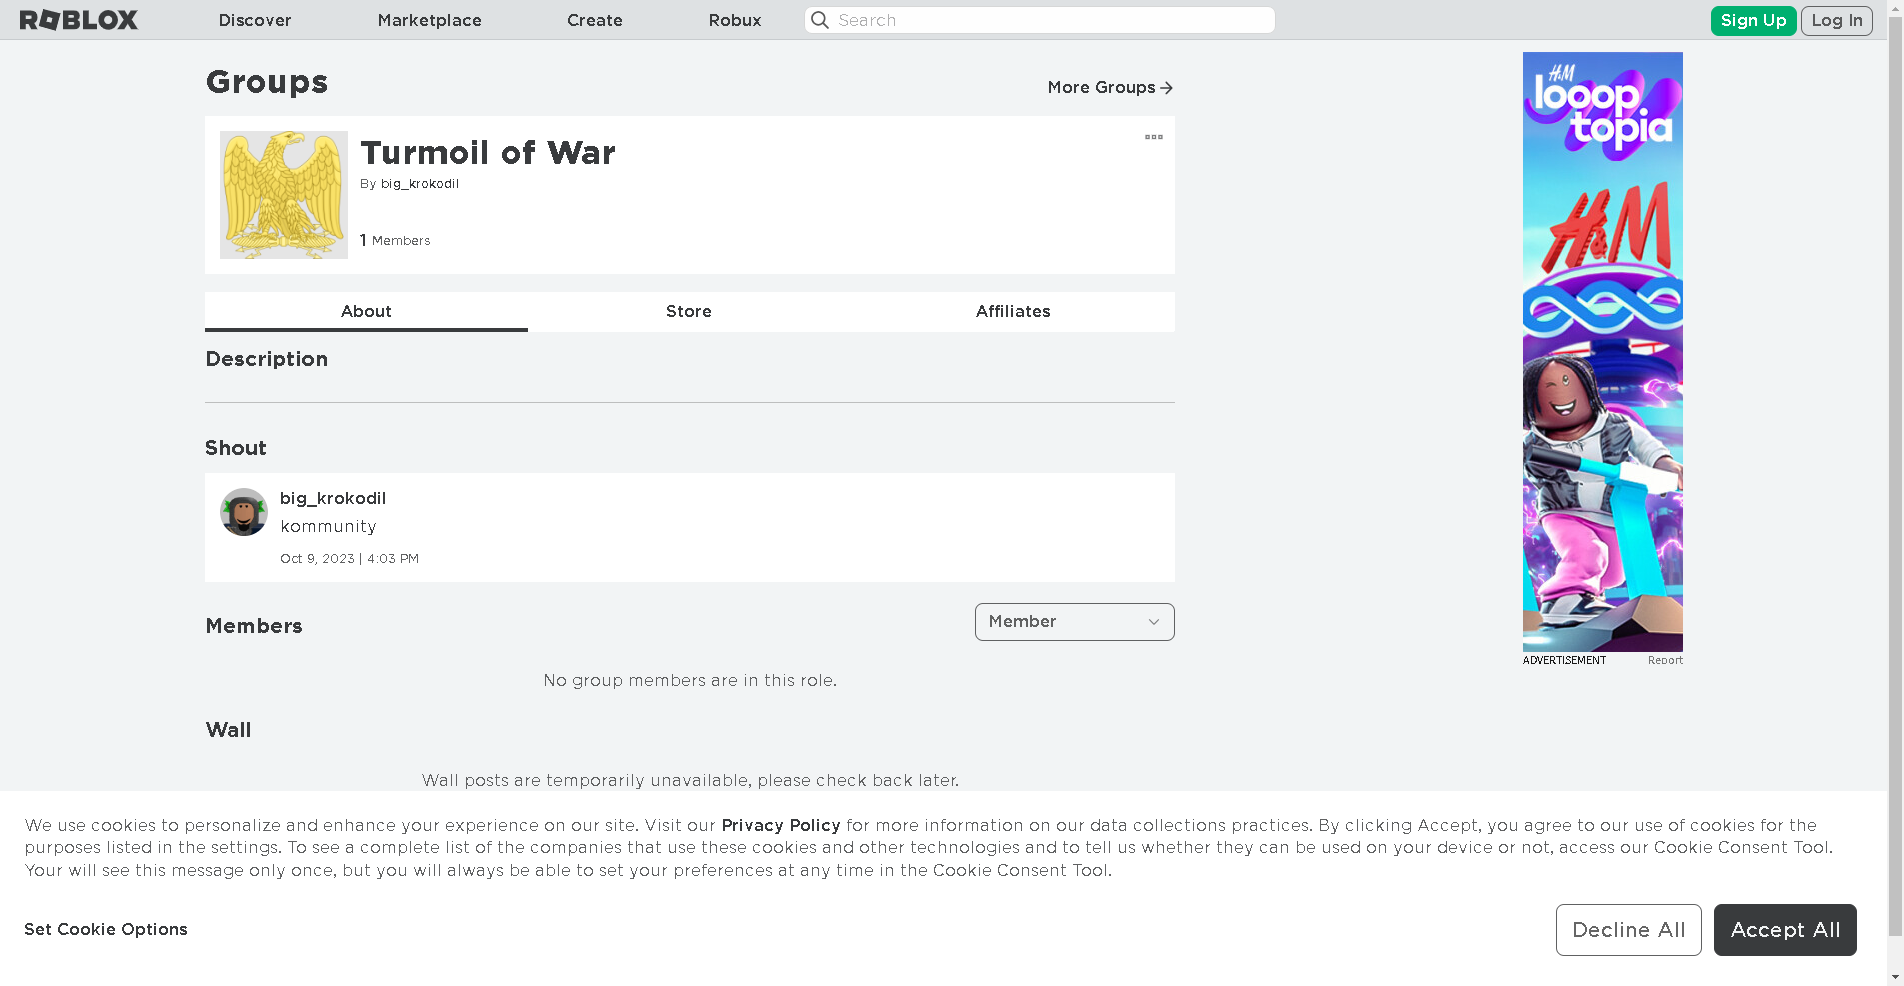 ROBLOX
Discover
Marketplace
Create
Robux
Search
Sign Up
Log In
Groups
More Groups
Turmoil of War
By big_krokodil
1 Members
About
Store
Affiliates
Description
Shout
big_krokodil
kommunity
Oct 9, 2023 | 4:03 PM
Members
Member
No group members are in this role.
Wall
Wall posts are temporarily unavailable, please check back later.
H&M
looop
topia
H&M
ADVERTISEMENT
Report
We use cookies to personalize and enhance your experience on our site. Visit our Privacy Policy for more information on our data collections practices. By clicking Accept, you agree to our use of cookies for the
purposes listed in the settings. To see a complete list of the companies that use these cookies and other technologies and to tell us whether they can be used on your device or not, access our Cookie Consent Tool.
Your will see this message only once, but you will always be able to set your preferences at any time in the Cookie Consent Tool.
Set Cookie Options
Decline All
Accept All